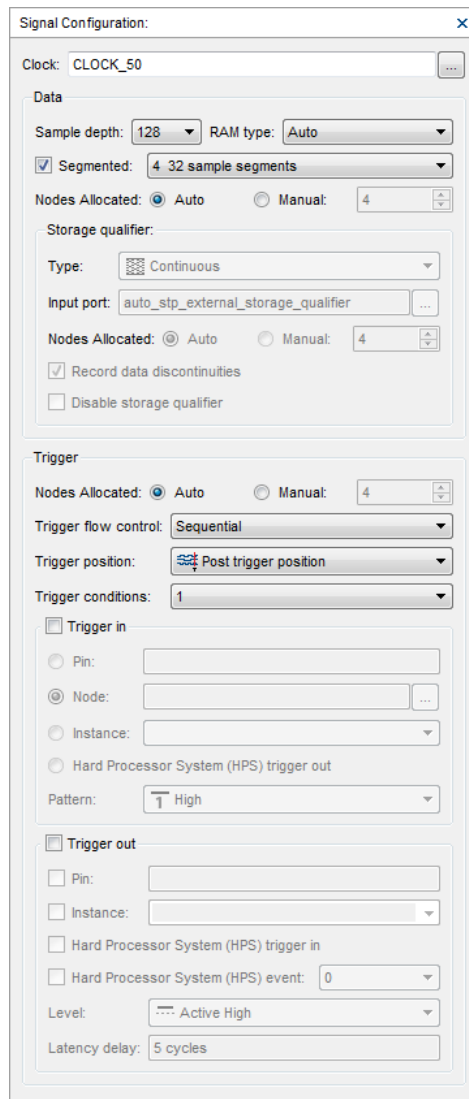 Signal Configuration:
Clock: CLOCK_50 ...
Data
Sample depth: 128 RAM type: Auto
Segmented: 4 32 sample segments
Nodes Allocated: Auto Manual: 4
Storage qualifier:
Type: Continuous
Input port: auto_stp_external_storage_qualifier ...
Nodes Allocated: Auto Manual: 4
Record data discontinuities
Disable storage qualifier
Trigger
Nodes Allocated: Auto Manual: 4
Trigger flow control: Sequential
Trigger position: Post trigger position
Trigger conditions: 1
Trigger in
Pin:
Node: ...
Instance:
Hard Processor System (HPS) trigger out
Pattern: 1 High
Trigger out
Pin:
Instance:
Hard Processor System (HPS) trigger in
Hard Processor System (HPS) event: 0
Level: Active High
Latency delay: 5 cycles